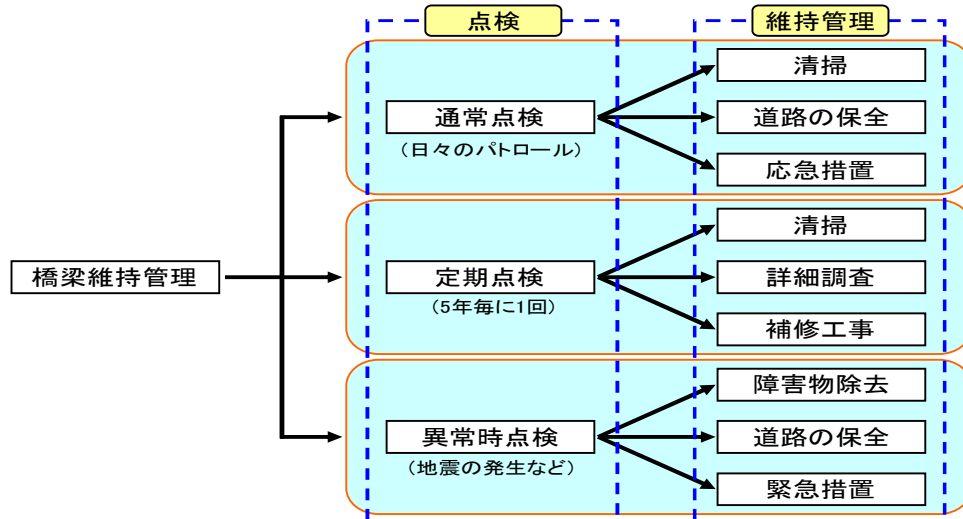 点検
維持管理
橋梁維持管理
通常点検
(日々のパトロール)
清掃
道路の保全
応急措置
定期点検
(5年毎に1回)
清掃
詳細調査
補修工事
異常時点検
(地震の発生など)
障害物除去
道路の保全
緊急措置